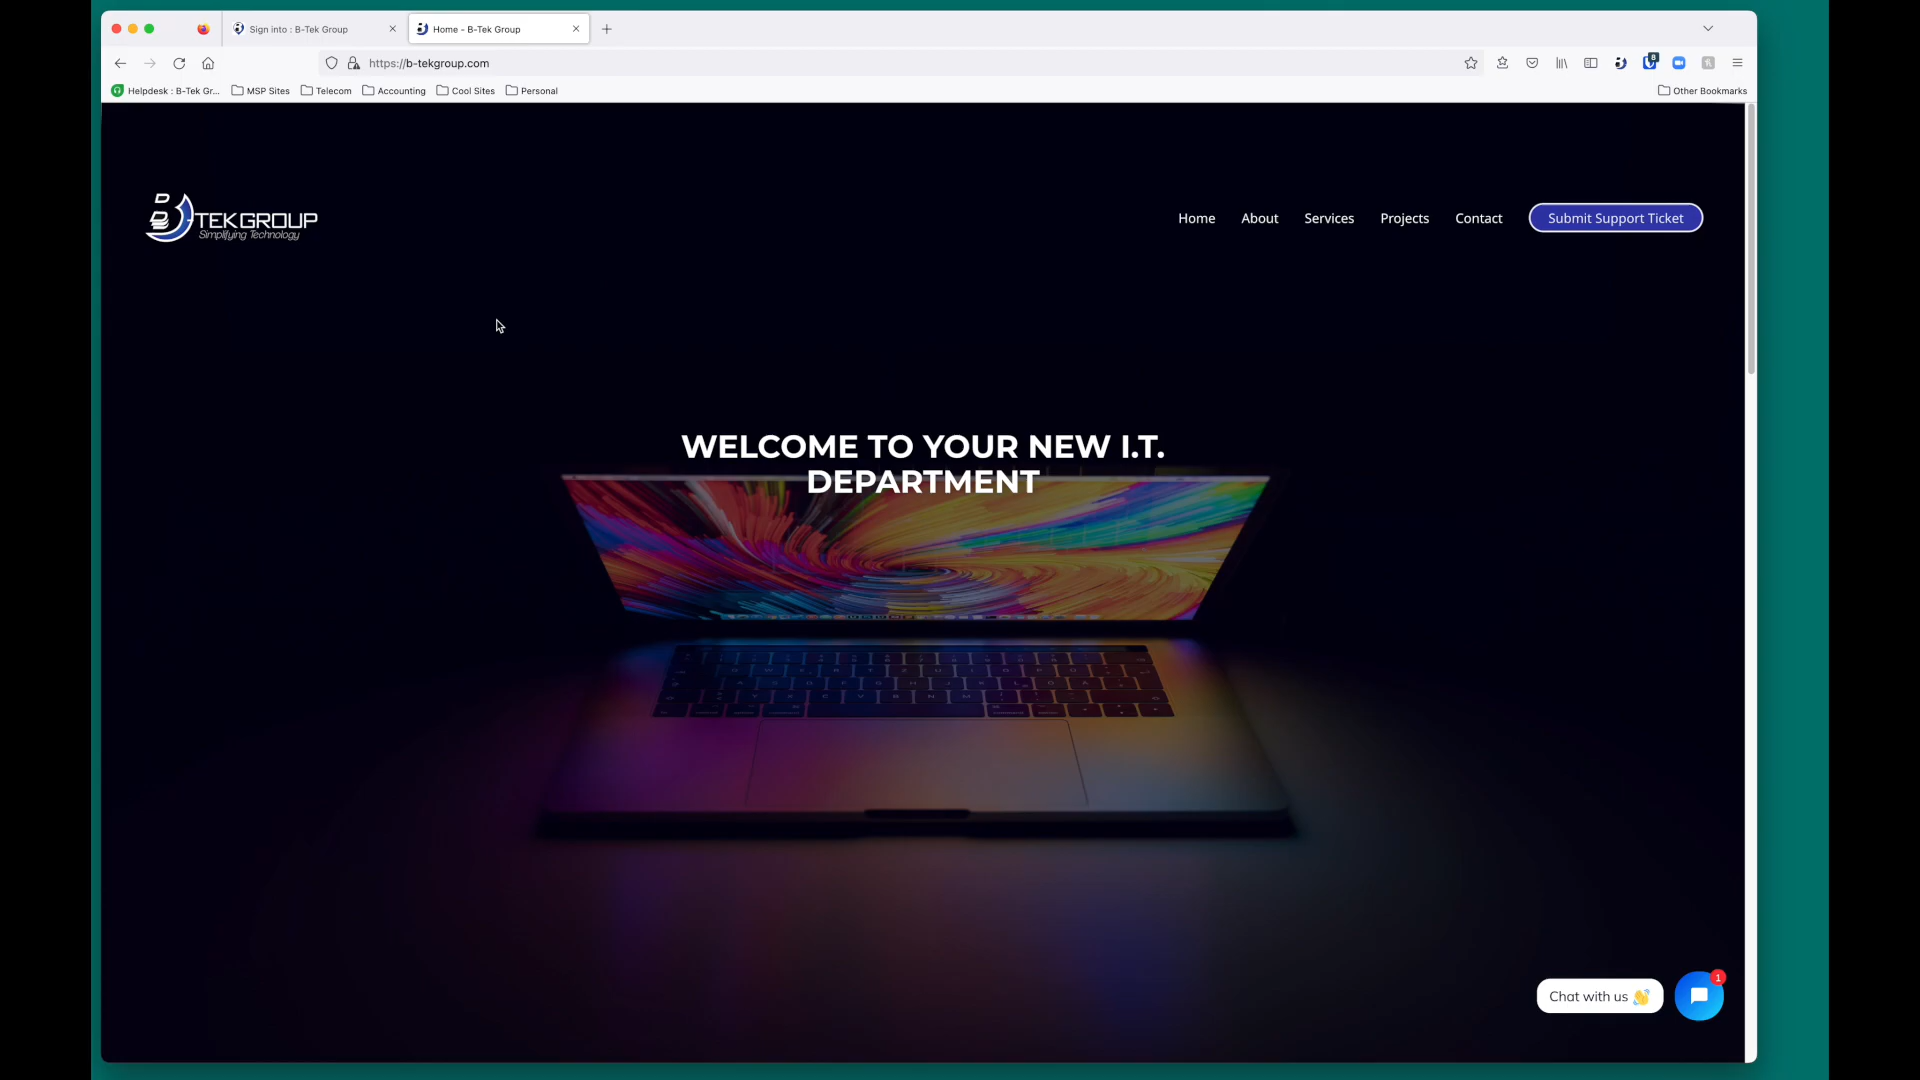 Sign into : B-Tek Group
Home - B-Tek Group
https://b-tekgroup.com
Helpdesk : B-Tek Gr...
MSP Sites
Telecom
Accounting
Cool Sites
Personal
Other Bookmarks
B-TEK GROUP
Simplifying Technology
Home
About
Services
Projects
Contact
Submit Support Ticket
WELCOME TO YOUR NEW I.T.
DEPARTMENT
Chat with us 👋
1